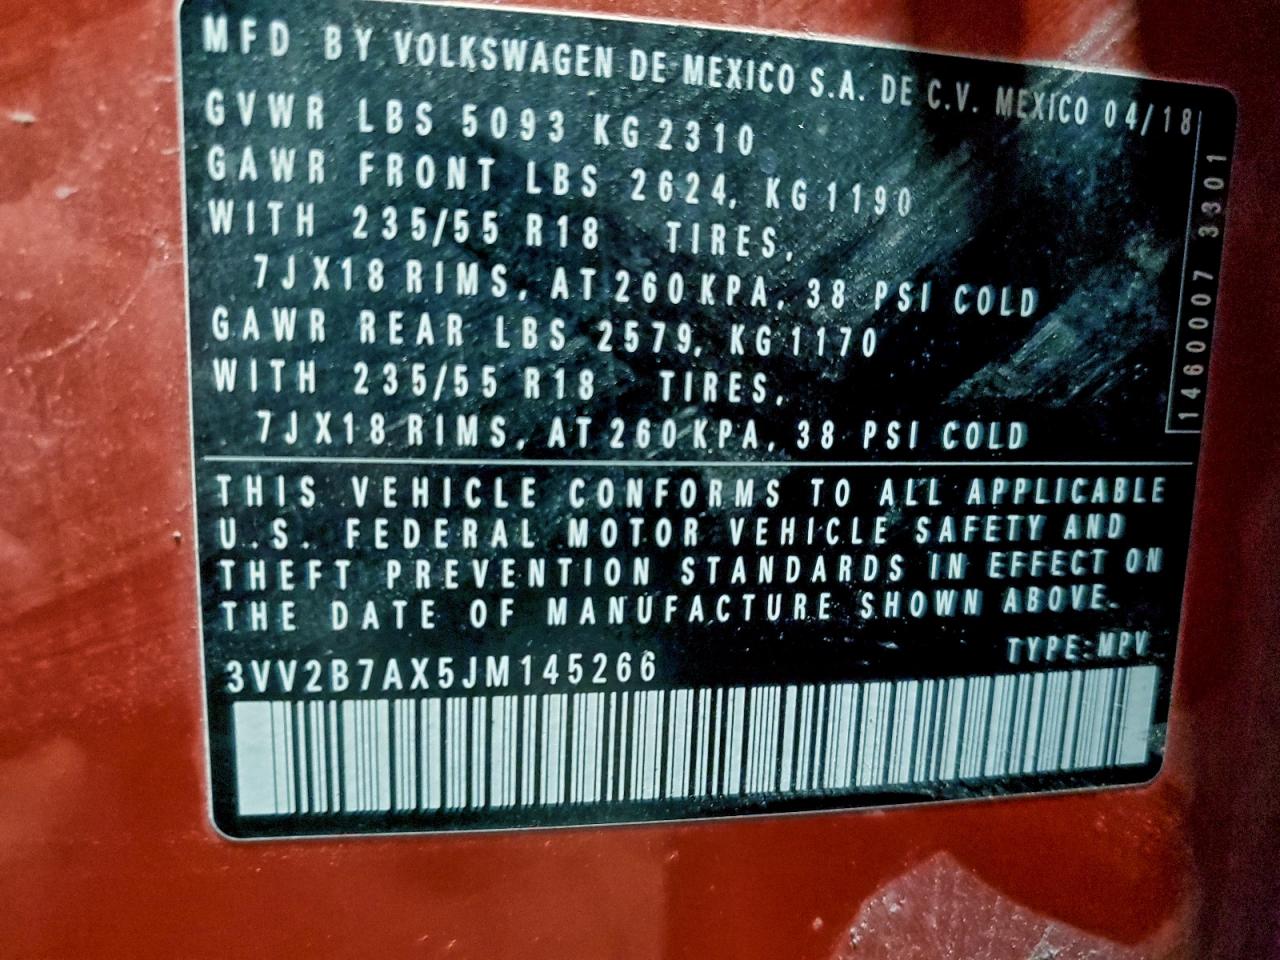 MFD BY VOLKSWAGEN DE MEXICO S.A. DE C.V. MEXICO 04/18
GVWR LBS 5093 KG 2310
GAWR FRONT LBS 2624, KG 1190
WITH 235/55 R18 TIRES,
7J X18 RIMS, AT 260 KPA, 38 PSI COLD
GAWR REAR LBS 2579, KG 1170
WITH 235/55 R18 TIRES,
7J X18 RIMS, AT 260 KPA, 38 PSI COLD
1460007 3301
THIS VEHICLE CONFORMS TO ALL APPLICABLE
U.S. FEDERAL MOTOR VEHICLE SAFETY AND
THEFT PREVENTION STANDARDS IN EFFECT ON
THE DATE OF MANUFACTURE SHOWN ABOVE.
TYPE:MPV
3VV2B7AX5JM145266